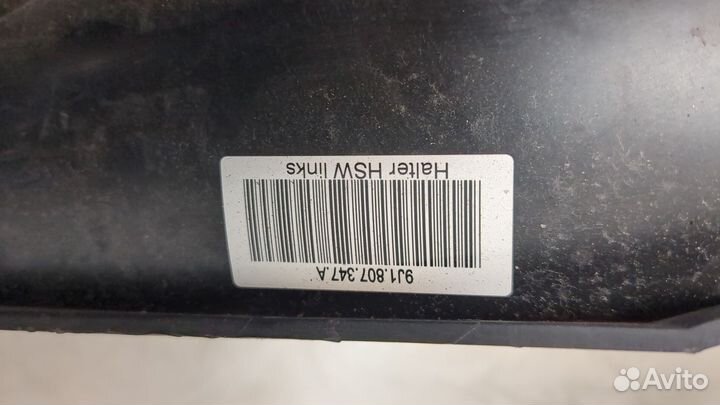 9J1.807.347.A
Halter HSW links
Avito